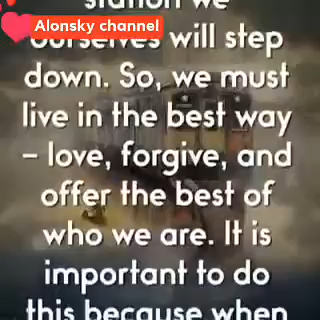 station we
Alonsky channel
ourselves will step
down. So, we must
live in the best way
– love, forgive, and
offer the best of
who we are. It is
important to do
this because when